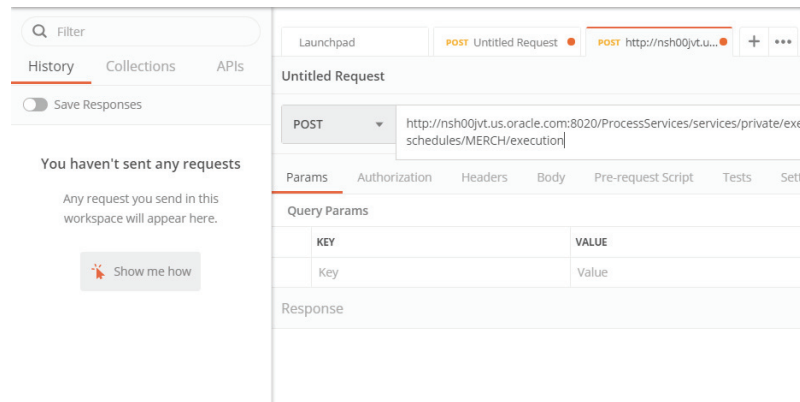 Filter
History Collections APIs
Save Responses
You haven't sent any requests
Any request you send in this
workspace will appear here.
Show me how
Launchpad
POST Untitled Request
POST http://nsh00jvt.u...
+ •••
Untitled Request
POST
http://nsh00jvt.us.oracle.com:8020/ProcessServices/services/private/exe
schedules/MERCH/execution
Params Authorization Headers Body Pre-request Script Tests Sett
Query Params
KEY VALUE
Key Value
Response